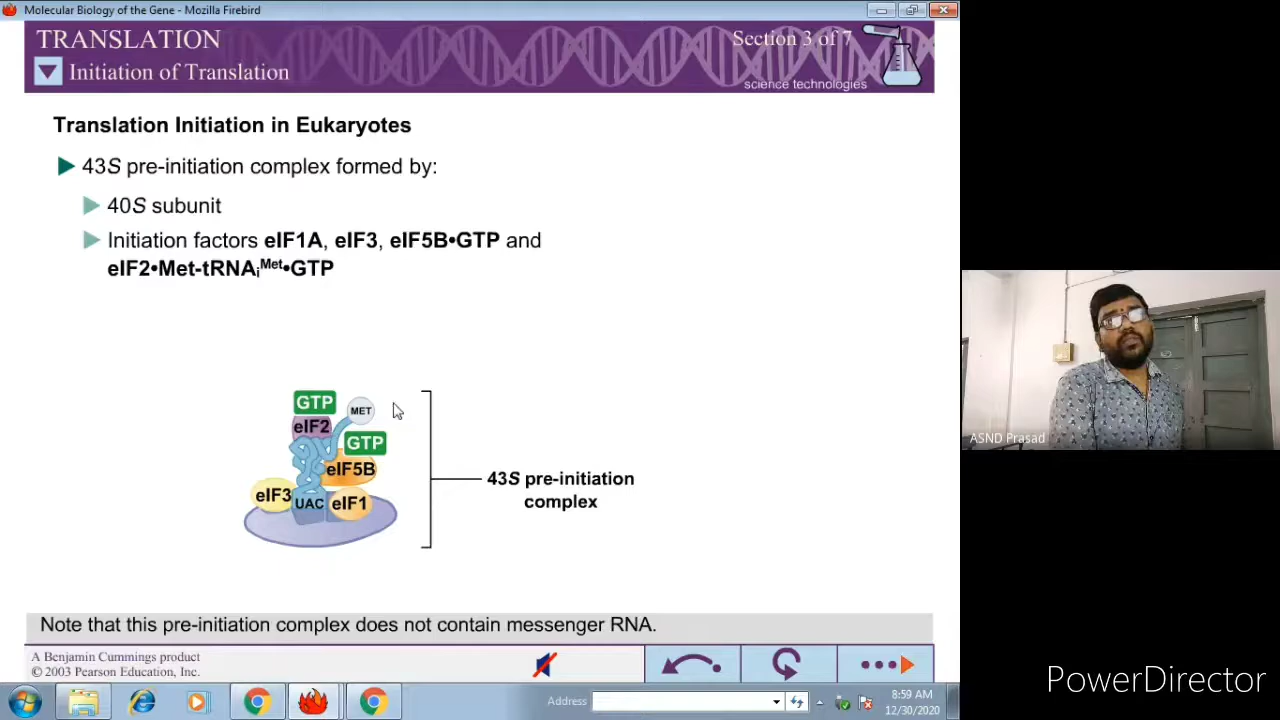 Molecular Biology of the Gene - Mozilla Firebird
TRANSLATION
Section 3 of 7
Initiation of Translation
science technologies
Translation Initiation in Eukaryotes
43S pre-initiation complex formed by:
40S subunit
Initiation factors eIF1A, eIF3, eIF5B•GTP and
eIF2•Met-tRNAiMet•GTP
GTP
MET
eIF2
GTP
eIF5B
eIF3
UAC
eIF1
43S pre-initiation
complex
ASND Prasad
Note that this pre-initiation complex does not contain messenger RNA.
A Benjamin Cummings product
© 2003 Pearson Education, Inc.
Address
8:59 AM
12/30/2020
PowerDirector